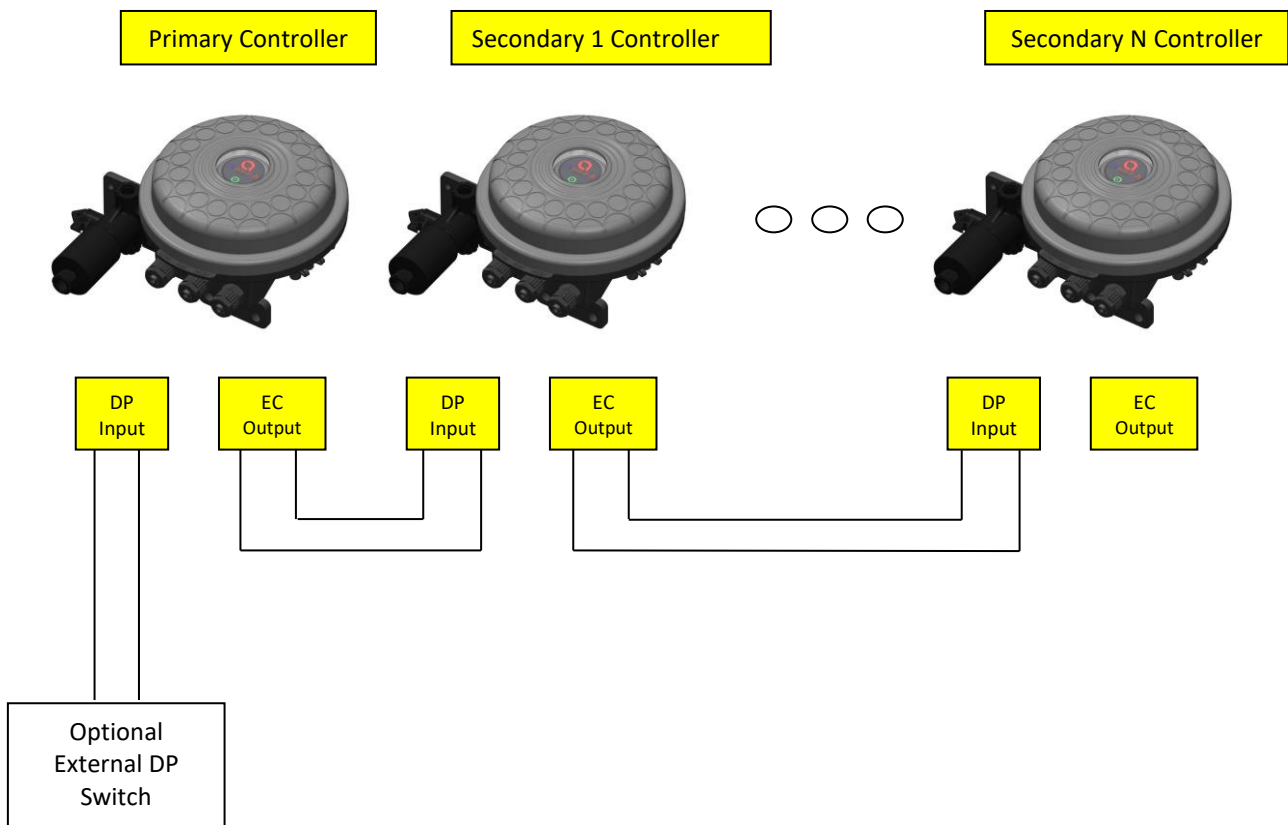 Primary Controller
Secondary 1 Controller
Secondary N Controller
DP
Input
EC
Output
DP
Input
EC
Output
DP
Input
EC
Output
Optional
External DP
Switch